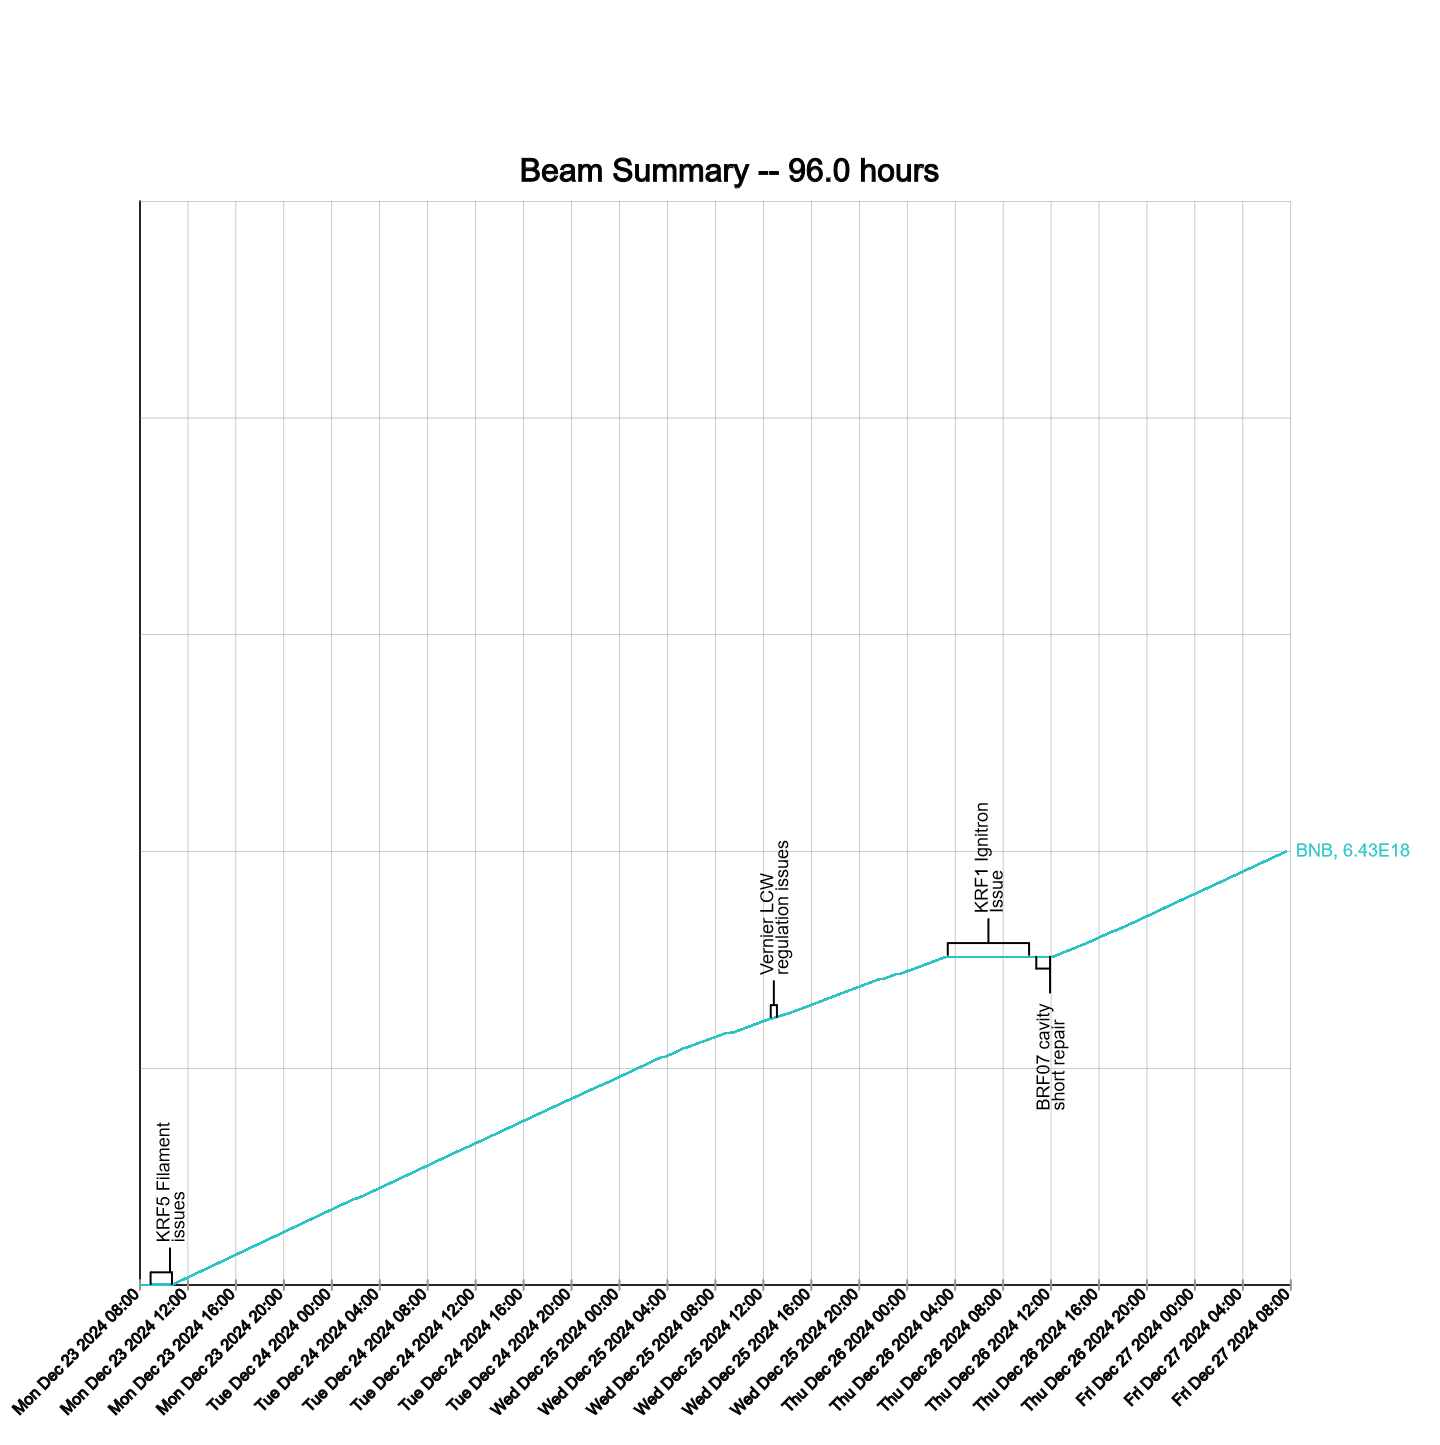 Beam Summary -- 96.0 hours
BNB, 6.43E18
KRF1 Ignitron
Issue
Vernier LCW
regulation issues
BRF07 cavity
short repair
KRF5 Filament
issues
Mon Dec 23 2024 08:00
Mon Dec 23 2024 12:00
Mon Dec 23 2024 16:00
Mon Dec 23 2024 20:00
Tue Dec 24 2024 00:00
Tue Dec 24 2024 04:00
Tue Dec 24 2024 08:00
Tue Dec 24 2024 12:00
Tue Dec 24 2024 16:00
Tue Dec 24 2024 20:00
Wed Dec 25 2024 00:00
Wed Dec 25 2024 04:00
Wed Dec 25 2024 08:00
Wed Dec 25 2024 12:00
Wed Dec 25 2024 16:00
Wed Dec 25 2024 20:00
Thu Dec 26 2024 00:00
Thu Dec 26 2024 04:00
Thu Dec 26 2024 08:00
Thu Dec 26 2024 12:00
Thu Dec 26 2024 16:00
Thu Dec 26 2024 20:00
Fri Dec 27 2024 00:00
Fri Dec 27 2024 04:00
Fri Dec 27 2024 08:00